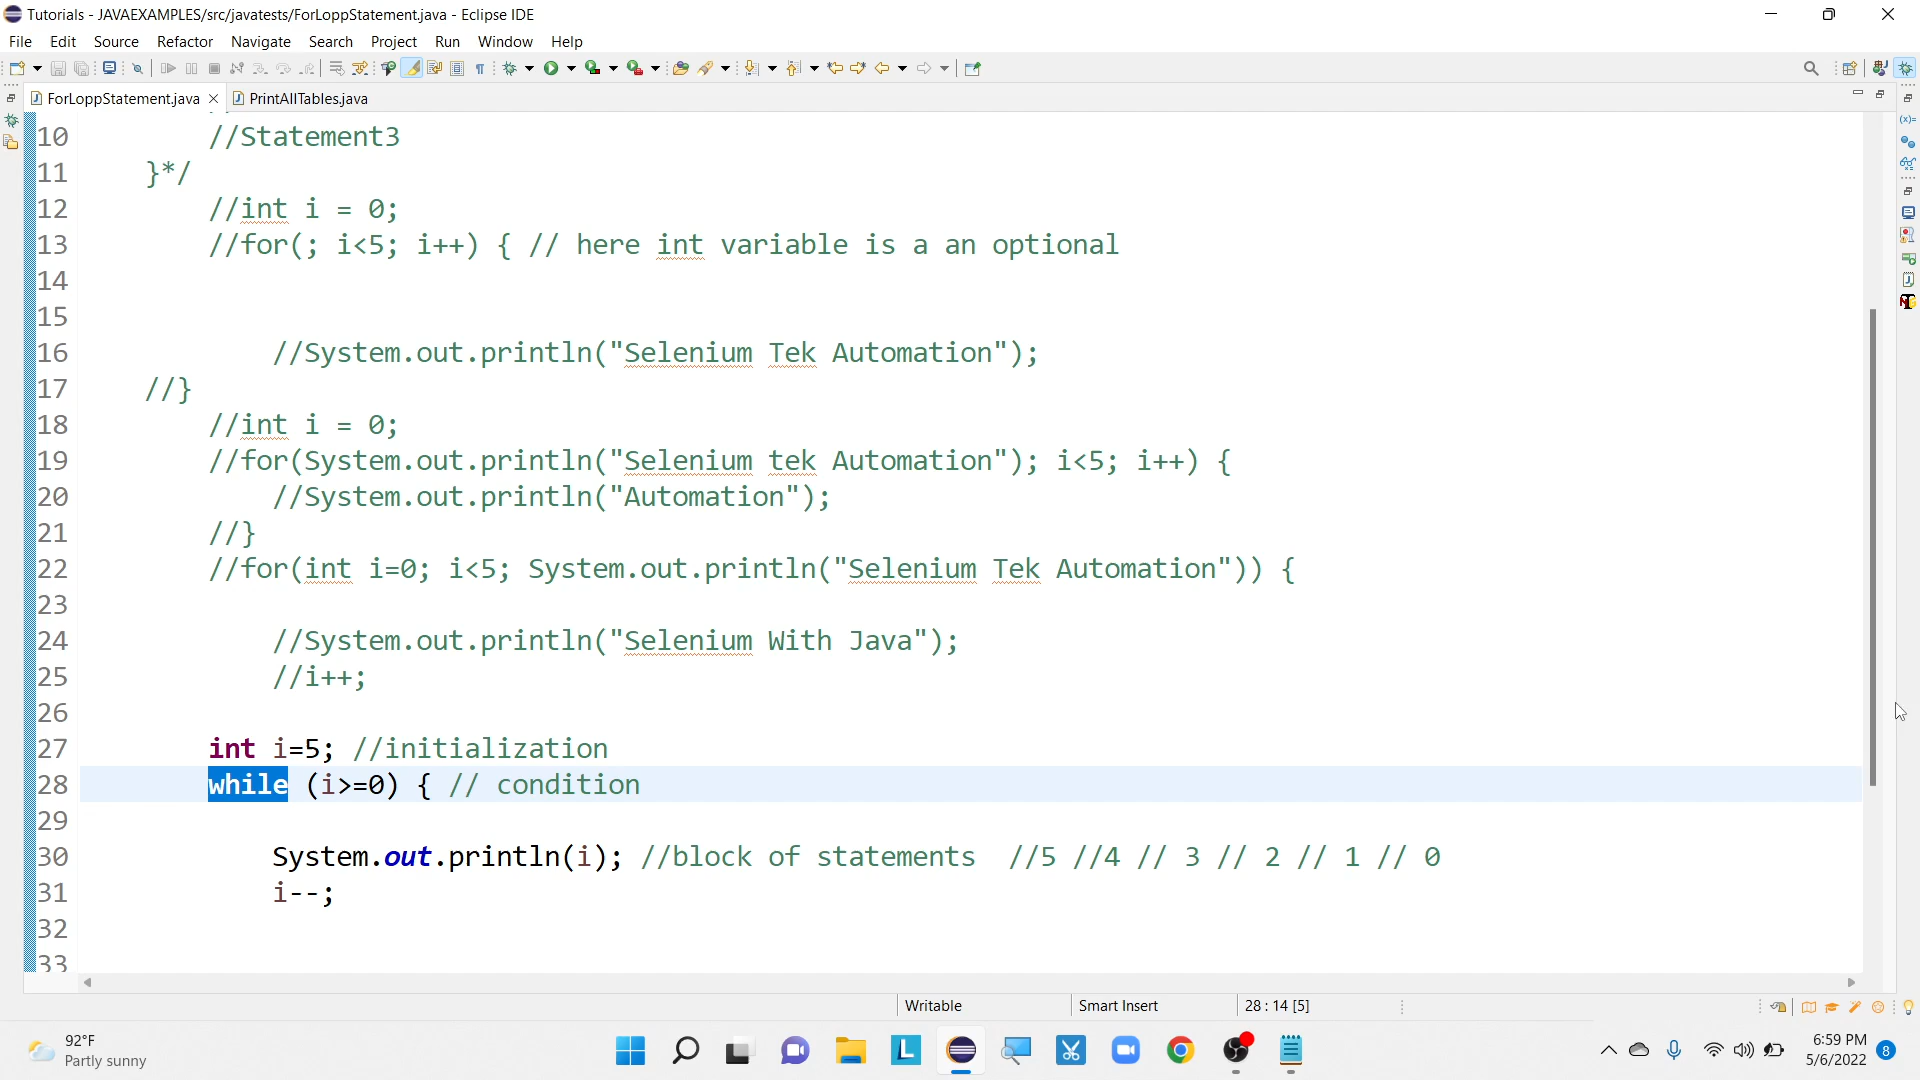 Tutorials - JAVAEXAMPLES/src/javatests/ForLoppStatement.java - Eclipse IDE
File Edit Source Refactor Navigate Search Project Run Window Help
ForLoppStatement.java PrintAllTables.java
10 //Statement3
11 }*/
12 //int i = 0;
13 //for(; i<5; i++) { // here int variable is a an optional
14
15
16 //System.out.println("Selenium Tek Automation");
17 //}
18 //int i = 0;
19 //for(System.out.println("Selenium tek Automation"); i<5; i++) {
20 //System.out.println("Automation");
21 //}
22 //for(int i=0; i<5; System.out.println("Selenium Tek Automation")) {
23
24 //System.out.println("Selenium With Java");
25 //i++;
26
27 int i=5; //initialization
28 while (i>=0) { // condition
29
30 System.out.println(i); //block of statements //5 //4 // 3 // 2 // 1 // 0
31 i--;
32
33
Writable Smart Insert 28 : 14 [5]
92°F
Partly sunny
6:59 PM
5/6/2022 8